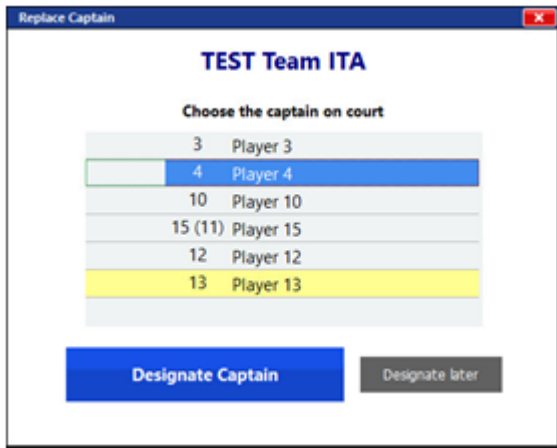 Replace Captain
TEST Team ITA
Choose the captain on court
3 Player 3
4 Player 4
10 Player 10
15 (11) Player 15
12 Player 12
13 Player 13
Designate Captain Designate later